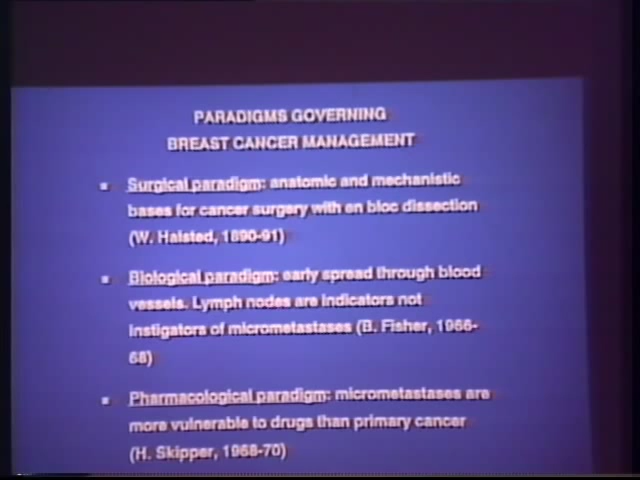 PARADIGMS GOVERNING
BREAST CANCER MANAGEMENT
Surgical paradigm: anatomic and mechanistic
bases for cancer surgery with en bloc dissection
(W. Halsted, 1890-91)
Biological paradigm: early spread through blood
vessels. Lymph nodes are indicators not
instigators of micrometastases (B. Fisher, 1966-
68)
Pharmacological paradigm: micrometastases are
more vulnerable to drugs than primary cancer
(H. Skipper, 1968-70)